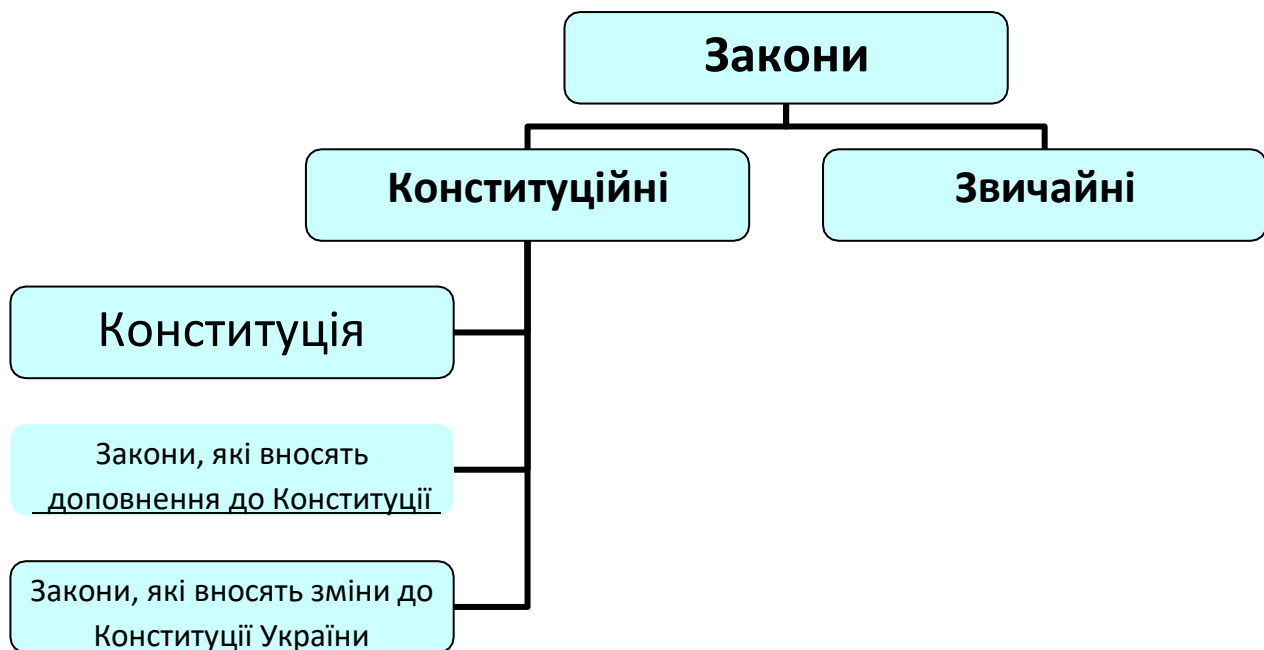 Закони
Конституційні
Звичайні
Конституція
Закони, які вносять
доповнення до Конституції
Закони, які вносять зміни до
Конституції України